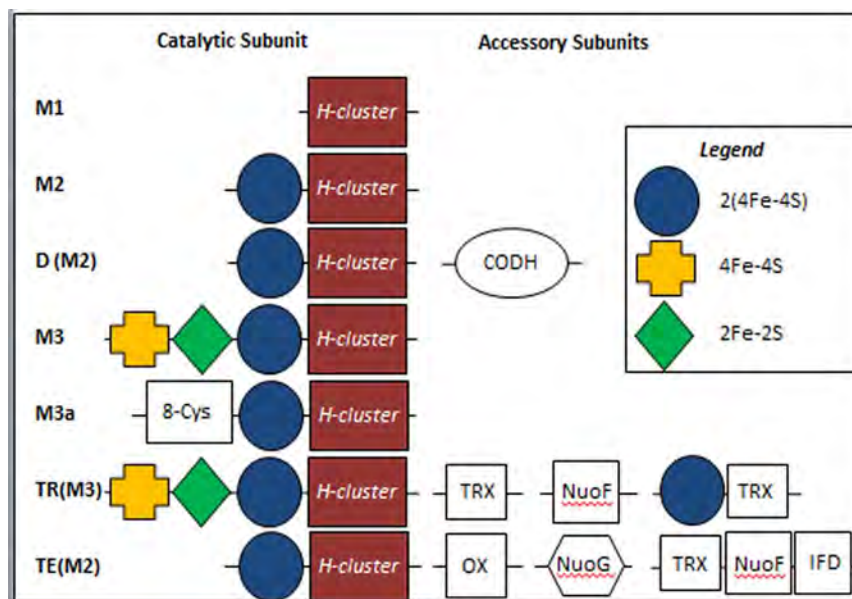 Catalytic Subunit Accessory Subunits
M1 H-cluster
M2 H-cluster
D (M2) H-cluster CODH
M3 H-cluster
M3a 8-Cys H-cluster
TR(M3) H-cluster TRX NuoF TRX
TE(M2) H-cluster OX NuoG TRX NuoF IFD
Legend
2(4Fe-4S)
4Fe-4S
2Fe-2S